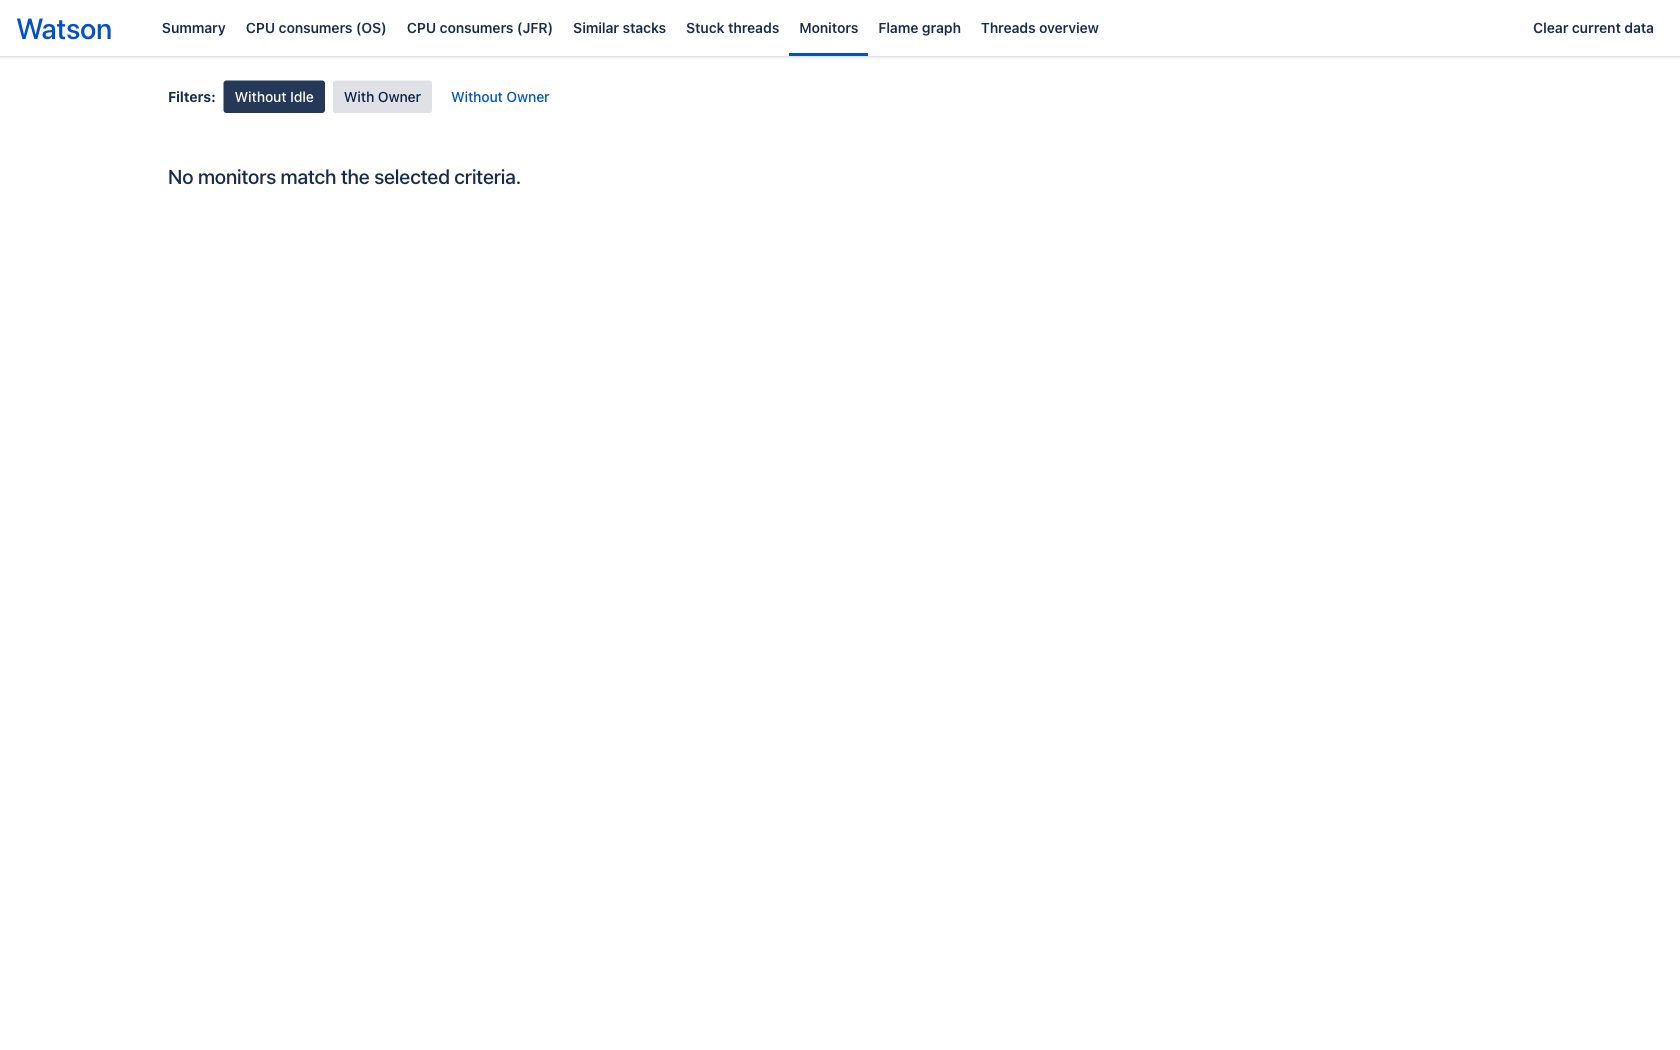 Watson Summary CPU consumers (OS) CPU consumers (JFR) Similar stacks Stuck threads Monitors Flame graph Threads overview Clear current data
Filters: Without Idle With Owner Without Owner
No monitors match the selected criteria.